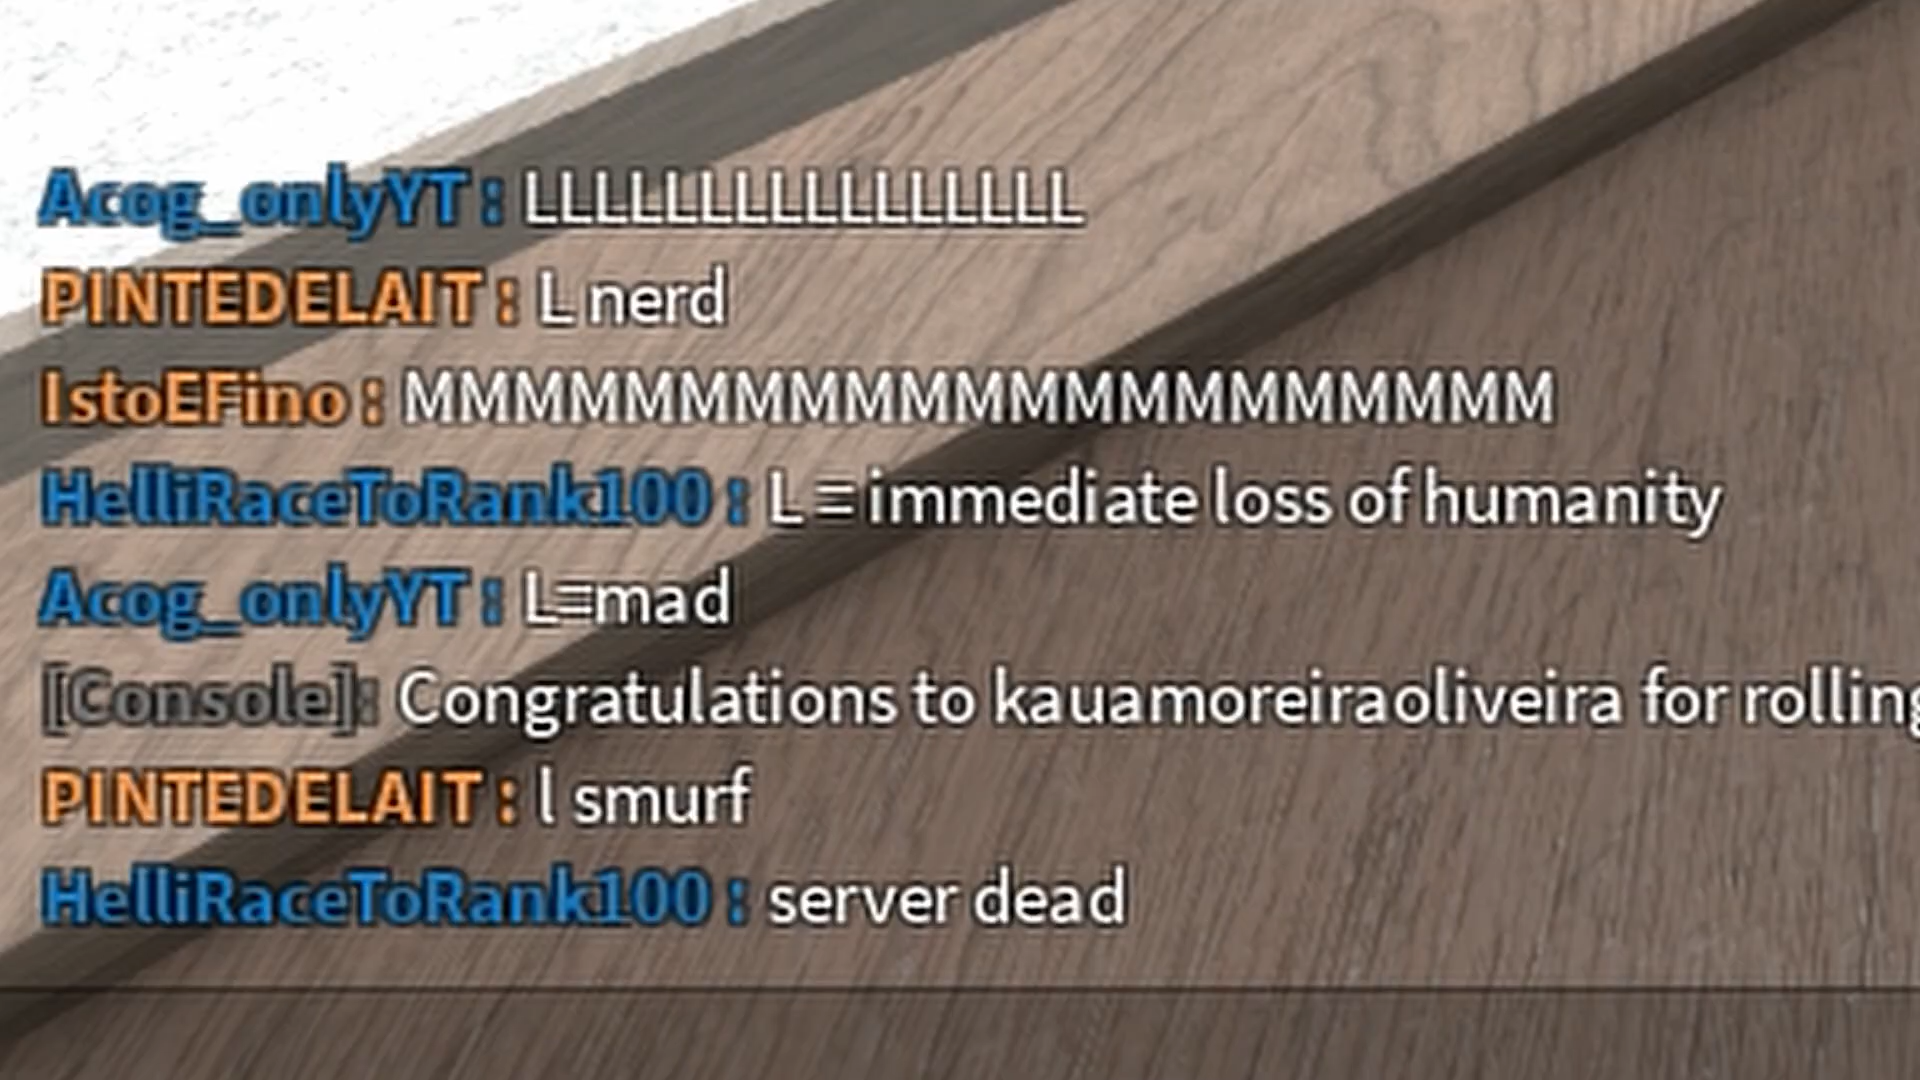 Acog_onlyYT : LLLLLLLLLLLLLLLL
PINTEDELAIT : L nerd
IstoEFino : MMMMMMMMMMMMMMMMMMMMM
HelliRaceToRank100 : L = immediate loss of humanity
Acog_onlyYT : L=mad
[Console]: Congratulations to kauamoreiraoliveira for rolling
PINTEDELAIT : l smurf
HelliRaceToRank100 : server dead